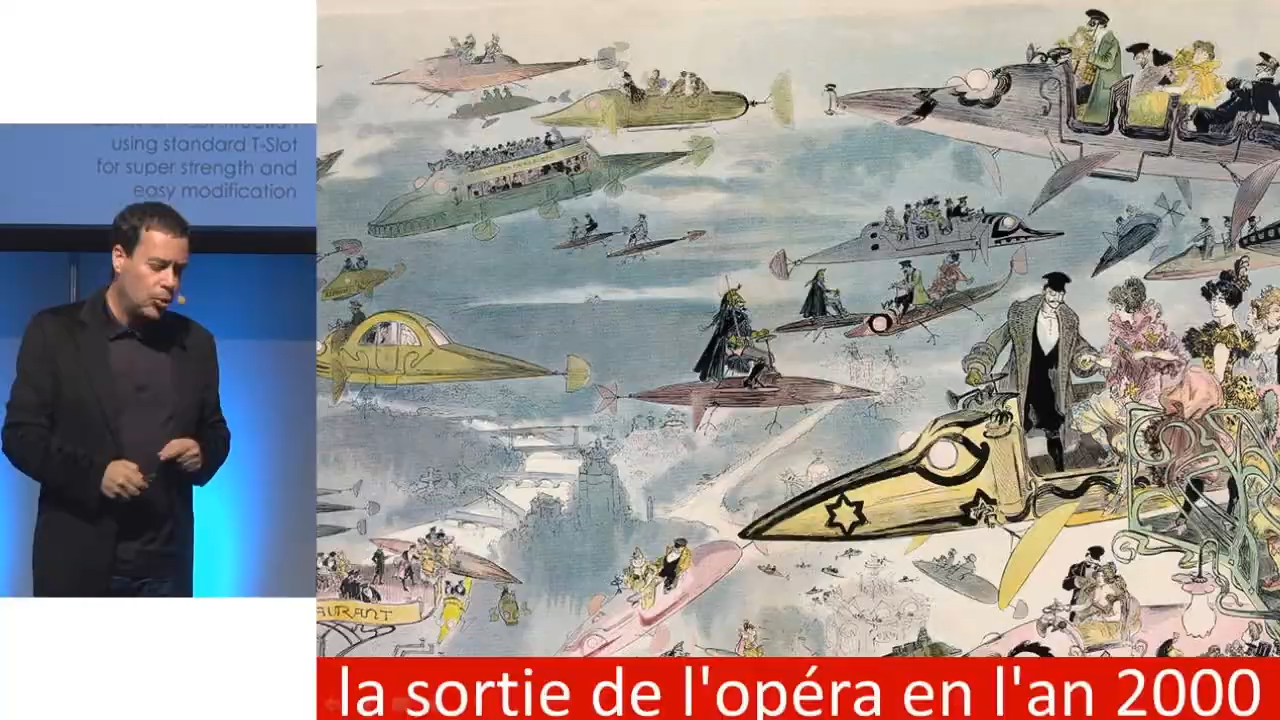 using standard T-Slot
for super strength and
easy modification
la sortie de l'opéra en l'an 2000